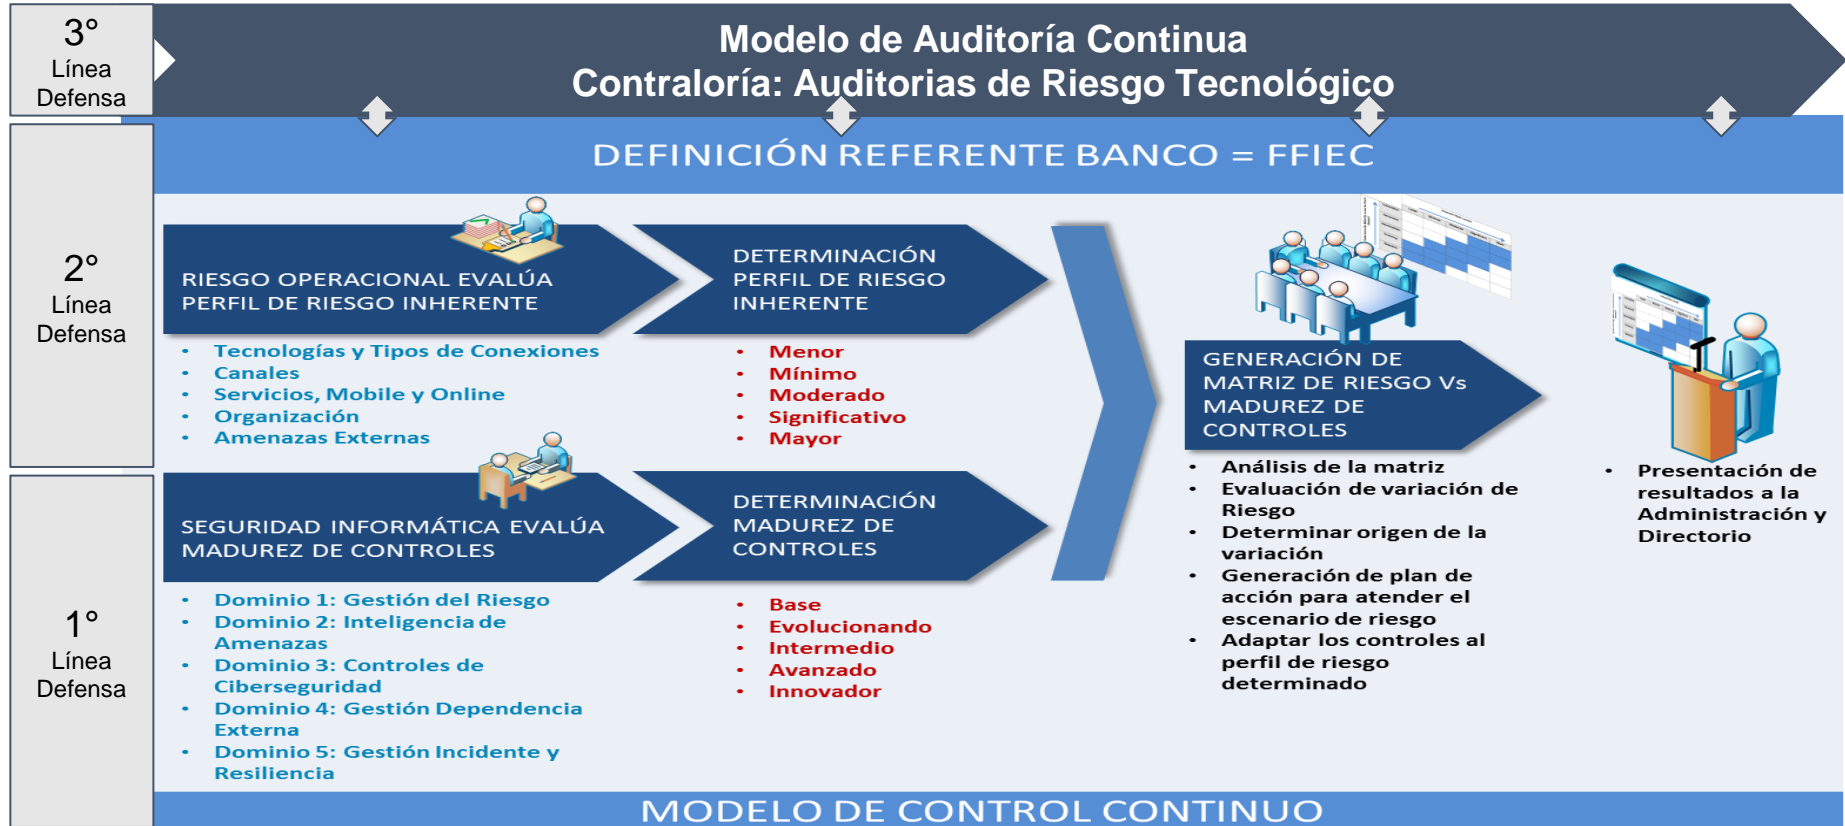 3°
Línea
Defensa
Modelo de Auditoría Continua
Contraloría: Auditorias de Riesgo Tecnológico
DEFINICIÓN REFERENTE BANCO = FFIEC
2°
Línea
Defensa
RIESGO OPERACIONAL EVALÚA
PERFIL DE RIESGO INHERENTE
• Tecnologías y Tipos de Conexiones
• Canales
• Servicios, Mobile y Online
• Organización
• Amenazas Externas
DETERMINACIÓN
PERFIL DE RIESGO
INHERENTE
• Menor
• Mínimo
• Moderado
• Significativo
• Mayor
1°
Línea
Defensa
SEGURIDAD INFORMÁTICA EVALÚA
MADUREZ DE CONTROLES
• Dominio 1: Gestión del Riesgo
• Dominio 2: Inteligencia de
Amenazas
• Dominio 3: Controles de
Ciberseguridad
• Dominio 4: Gestión Dependencia
Externa
• Dominio 5: Gestión Incidente y
Resiliencia
DETERMINACIÓN
MADUREZ DE
CONTROLES
• Base
• Evolucionando
• Intermedio
• Avanzado
• Innovador
GENERACIÓN DE
MATRIZ DE RIESGO Vs
MADUREZ DE
CONTROLES
• Análisis de la matriz
• Evaluación de variación de
Riesgo
• Determinar origen de la
variación
• Generación de plan de
acción para atender el
escenario de riesgo
• Adaptar los controles al
perfil de riesgo
determinado
• Presentación de
resultados a la
Administración y
Directorio
MODELO DE CONTROL CONTINUO